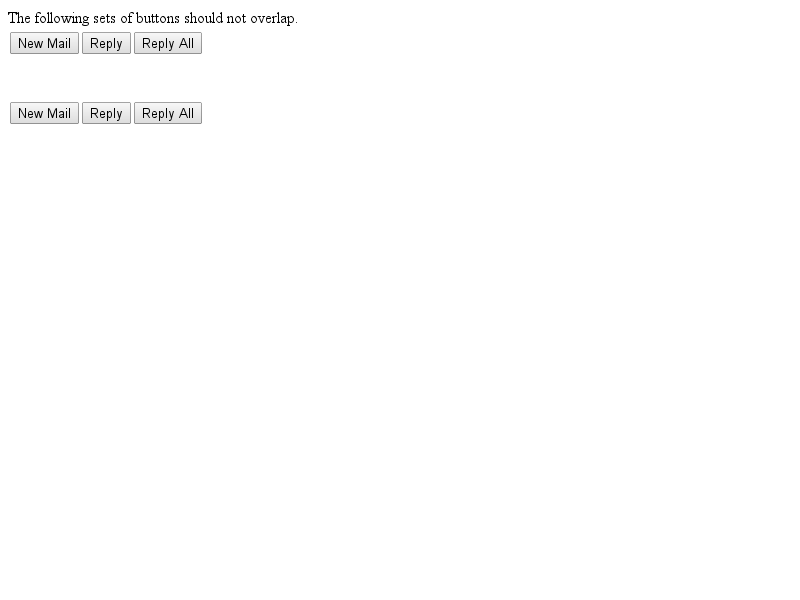 The following sets of buttons should not overlap.
New Mail Reply Reply All
New Mail Reply Reply All